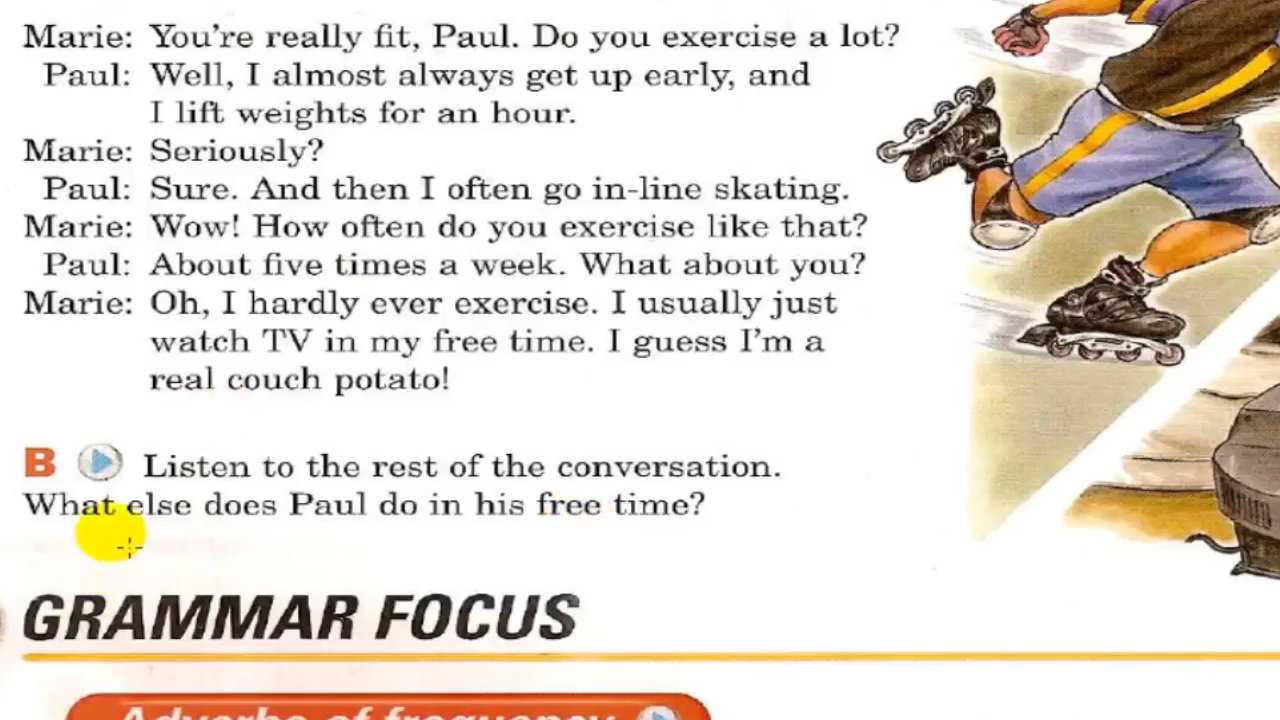 Marie: You're really fit, Paul. Do you exercise a lot?
Paul: Well, I almost always get up early, and
I lift weights for an hour.
Marie: Seriously?
Paul: Sure. And then I often go in-line skating.
Marie: Wow! How often do you exercise like that?
Paul: About five times a week. What about you?
Marie: Oh, I hardly ever exercise. I usually just
watch TV in my free time. I guess I'm a
real couch potato!
B Listen to the rest of the conversation.
What else does Paul do in his free time?
GRAMMAR FOCUS
Adverbs of frequency